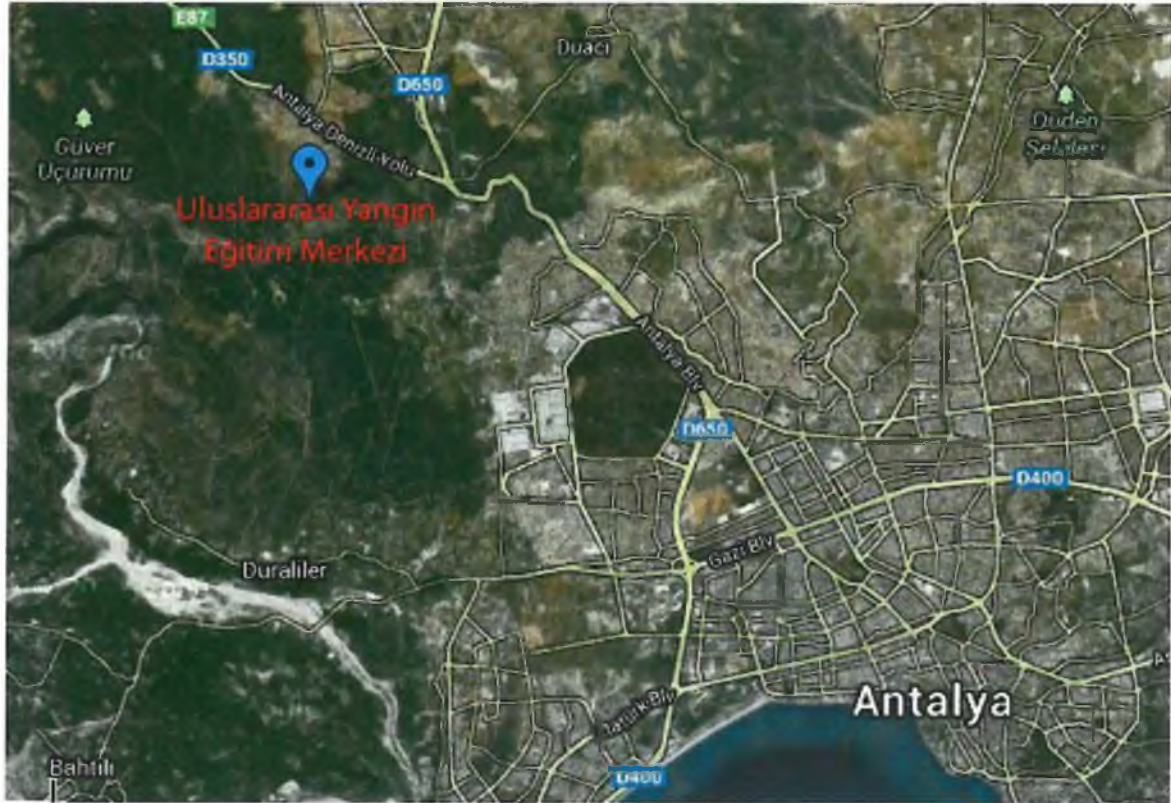 E87
D350
D650
Duacı
Antalya Denizli Yolu
Güver
Uçurumu
Düden
Şelalesi
Uluslararası Yangın
Eğitim Merkezi
Antalya Blv
D650
D400
Gazi Blv
Duraliler
Antalya
Bahtılı
D400